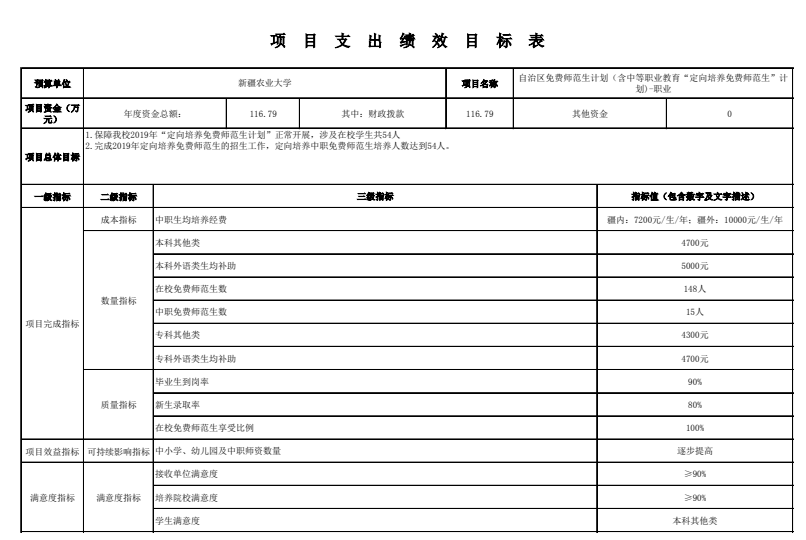 项目支出绩效目标表
预算单位 新疆农业大学 项目名称 自治区免费师范生计划（含中等职业教育“定向培养免费师范生”计划）-职业
项目资金（万元） 年度资金总额： 116.79 其中：财政拨款 116.79 其他资金 0
项目总体目标
1.保障我校2019年“定向培养免费师范生计划”正常开展，涉及在校学生共54人
2.完成2019年定向培养免费师范生的招生工作，定向培养中职免费师范生培养人数达到54人。
一级指标 二级指标 三级指标 指标值（包含数字及文字描述）
项目完成指标 成本指标 中职生均培养经费 疆内：7200元/生/年；疆外：10000元/生/年
数量指标 本科其他类 4700元
本科外语类生均补助 5000元
在校免费师范生数 148人
中职免费师范生数 15人
专科其他类 4300元
专科外语类生均补助 4700元
质量指标 毕业生到岗率 90%
新生录取率 80%
在校免费师范生享受比例 100%
项目效益指标 可持续影响指标 中小学、幼儿园及中职师资数量 逐步提高
满意度指标 满意度指标 接收单位满意度 ≥90%
培养院校满意度 ≥90%
学生满意度 本科其他类